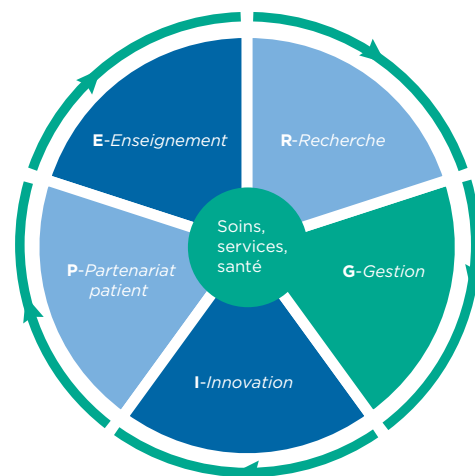 E-Enseignement
R-Recherche
Soins,
services,
santé
P-Partenariat
patient
G-Gestion
I-Innovation